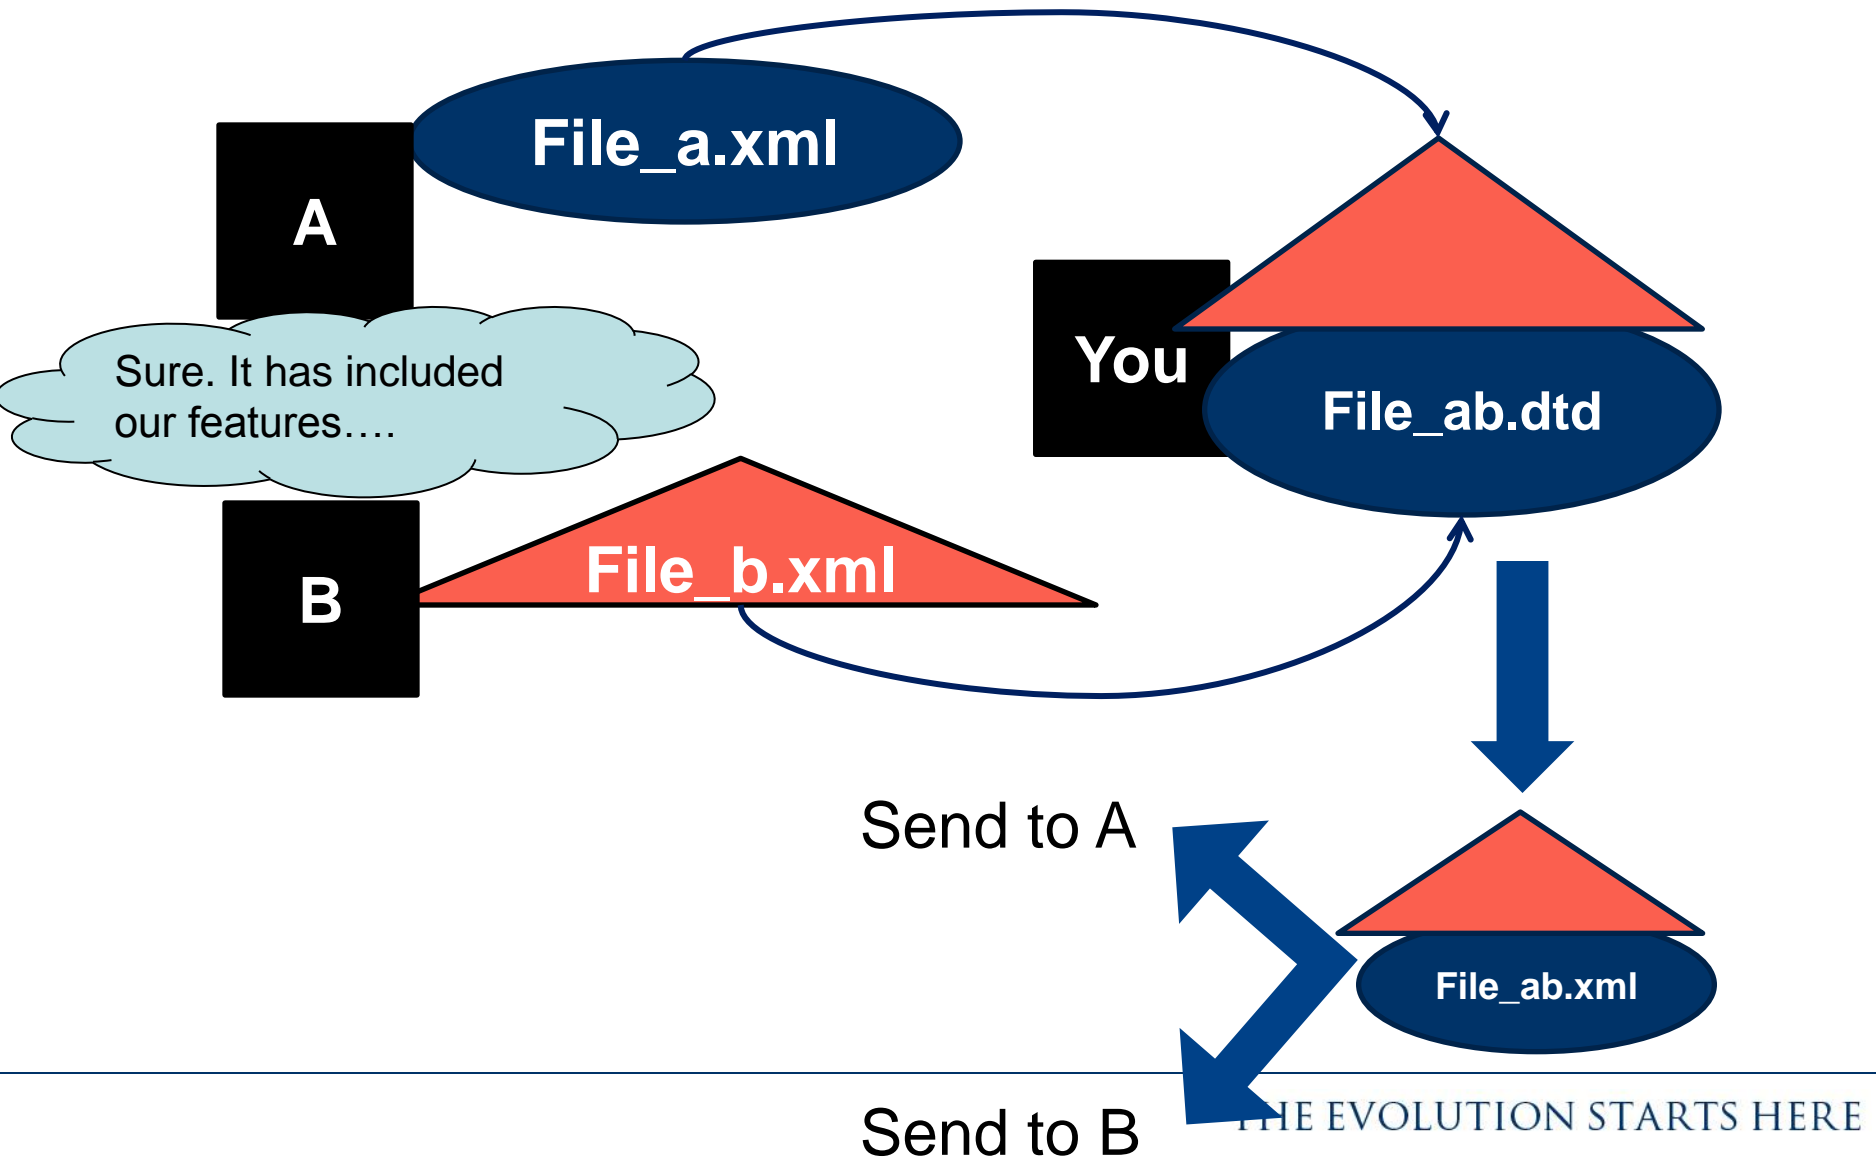 File_a.xml
A
Sure. It has included
our features….
You
File_ab.dtd
File_b.xml
B
Send to A
File_ab.xml
THE EVOLUTION STARTS HERE
Send to B